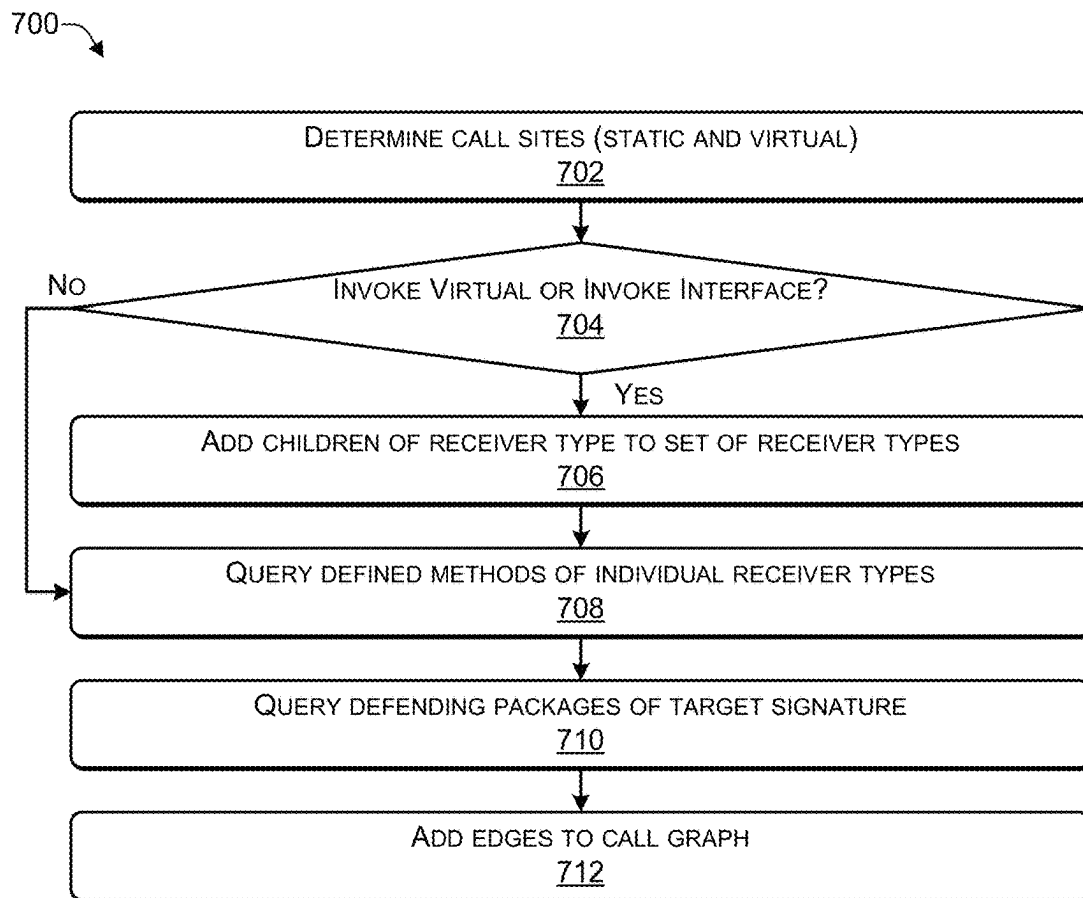 700
DETERMINE CALL SITES (STATIC AND VIRTUAL)
702
NO
INVOKE VIRTUAL OR INVOKE INTERFACE?
704
YES
ADD CHILDREN OF RECEIVER TYPE TO SET OF RECEIVER TYPES
706
QUERY DEFINED METHODS OF INDIVIDUAL RECEIVER TYPES
708
QUERY DEFENDING PACKAGES OF TARGET SIGNATURE
710
ADD EDGES TO CALL GRAPH
712